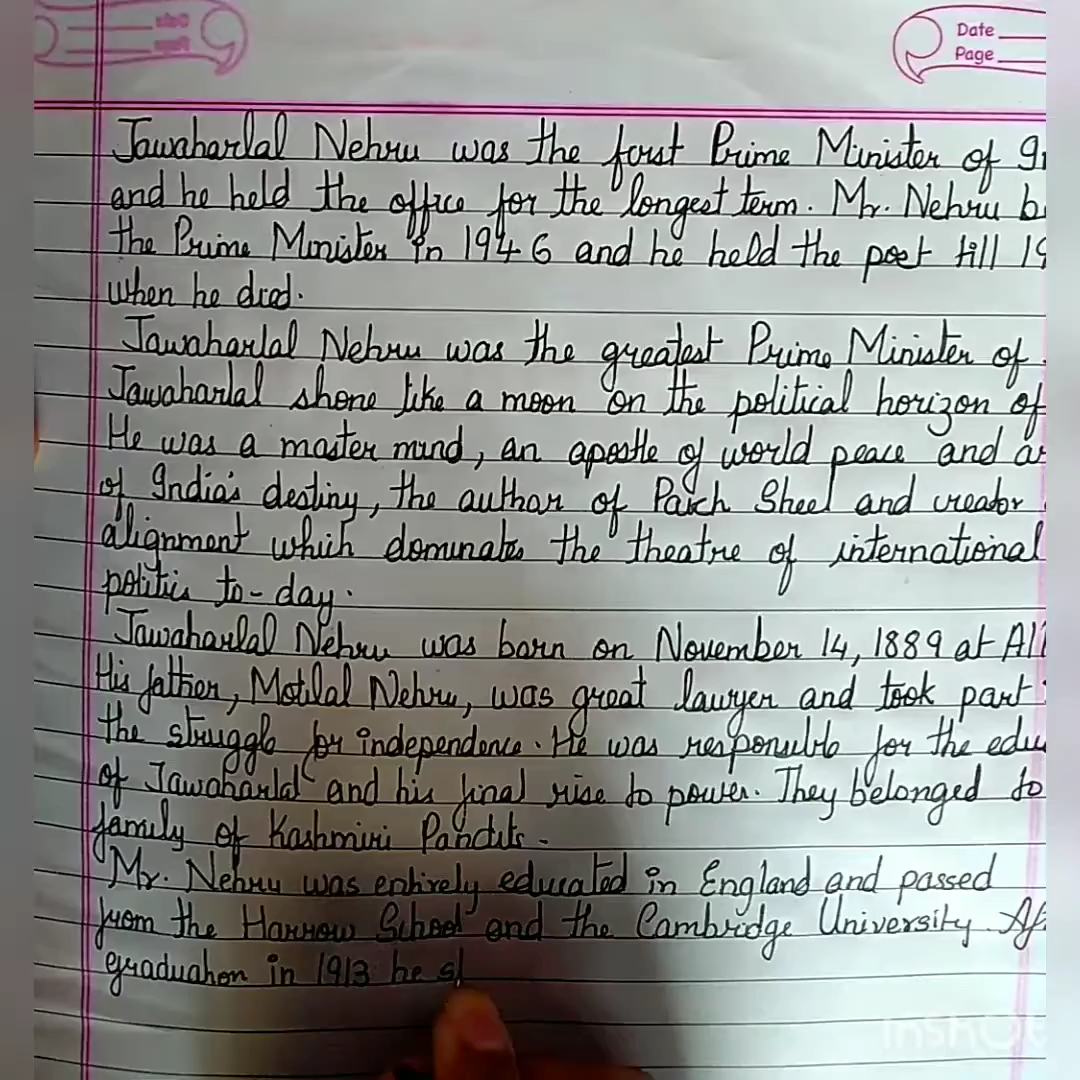 Date
Page
Jawaharlal Nehru was the first Prime Minister of
and he held the office for the longest term. Mr. Nehru
the Prime Minister in 1946 and he held the post till
when he died.
Jawaharlal Nehru was the greatest Prime Minister of
Jawaharlal shone like a moon on the political horizon of
He was a master mind, an apostle of world peace and
of India's destiny, the author of Panch Sheel and creator
alignment which dominates the theatre of international
politics to-day.
Jawaharlal Nehru was born on November 14, 1889 at
His father, Motilal Nehru, was great lawyer and took part
the struggle for independence. He was responsible for the
of Jawaharlal and his final rise to power. They belonged to
family of Kashmiri Pandits.
Mr. Nehru was entirely educated in England and passed
from the Harrow School and the Cambridge University.
graduation in 1913 he